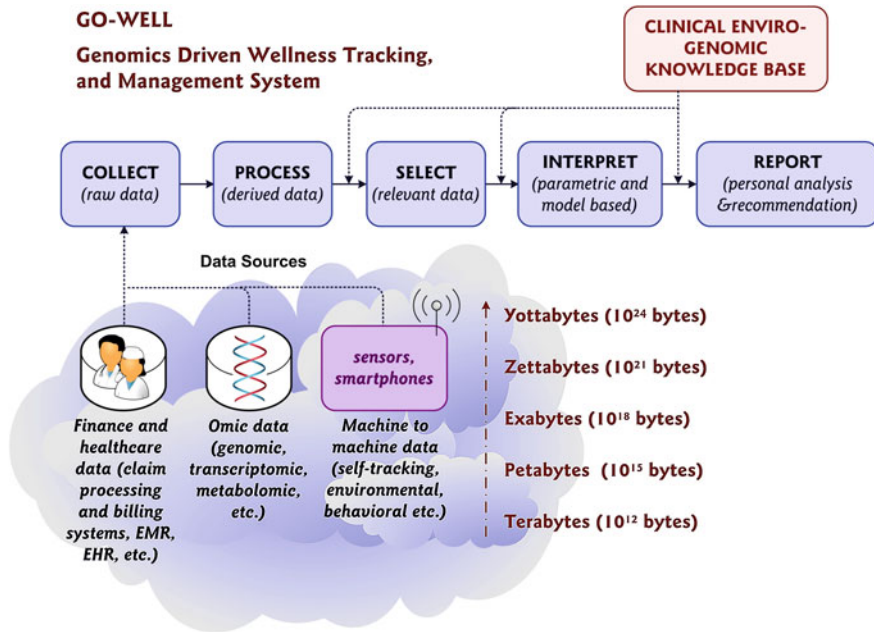 GO-WELL
Genomics Driven Wellness Tracking,
and Management System
CLINICAL ENVIRO-
GENOMIC
KNOWLEDGE BASE
COLLECT
(raw data)
PROCESS
(derived data)
SELECT
(relevant data)
INTERPRET
(parametric and
model based)
REPORT
(personal analysis
&recommendation)
Data Sources
sensors,
smartphones
Finance and
healthcare
data (claim
processing
and billing
systems, EMR,
EHR, etc.)
Omic data
(genomic,
transcriptomic,
metabolomic,
etc.)
Machine to
machine data
(self-tracking,
environmental,
behavioral etc.)
Yottabytes (10²⁴ bytes)
Zettabytes (10²¹ bytes)
Exabytes (10¹⁸ bytes)
Petabytes (10¹⁵ bytes)
Terabytes (10¹² bytes)